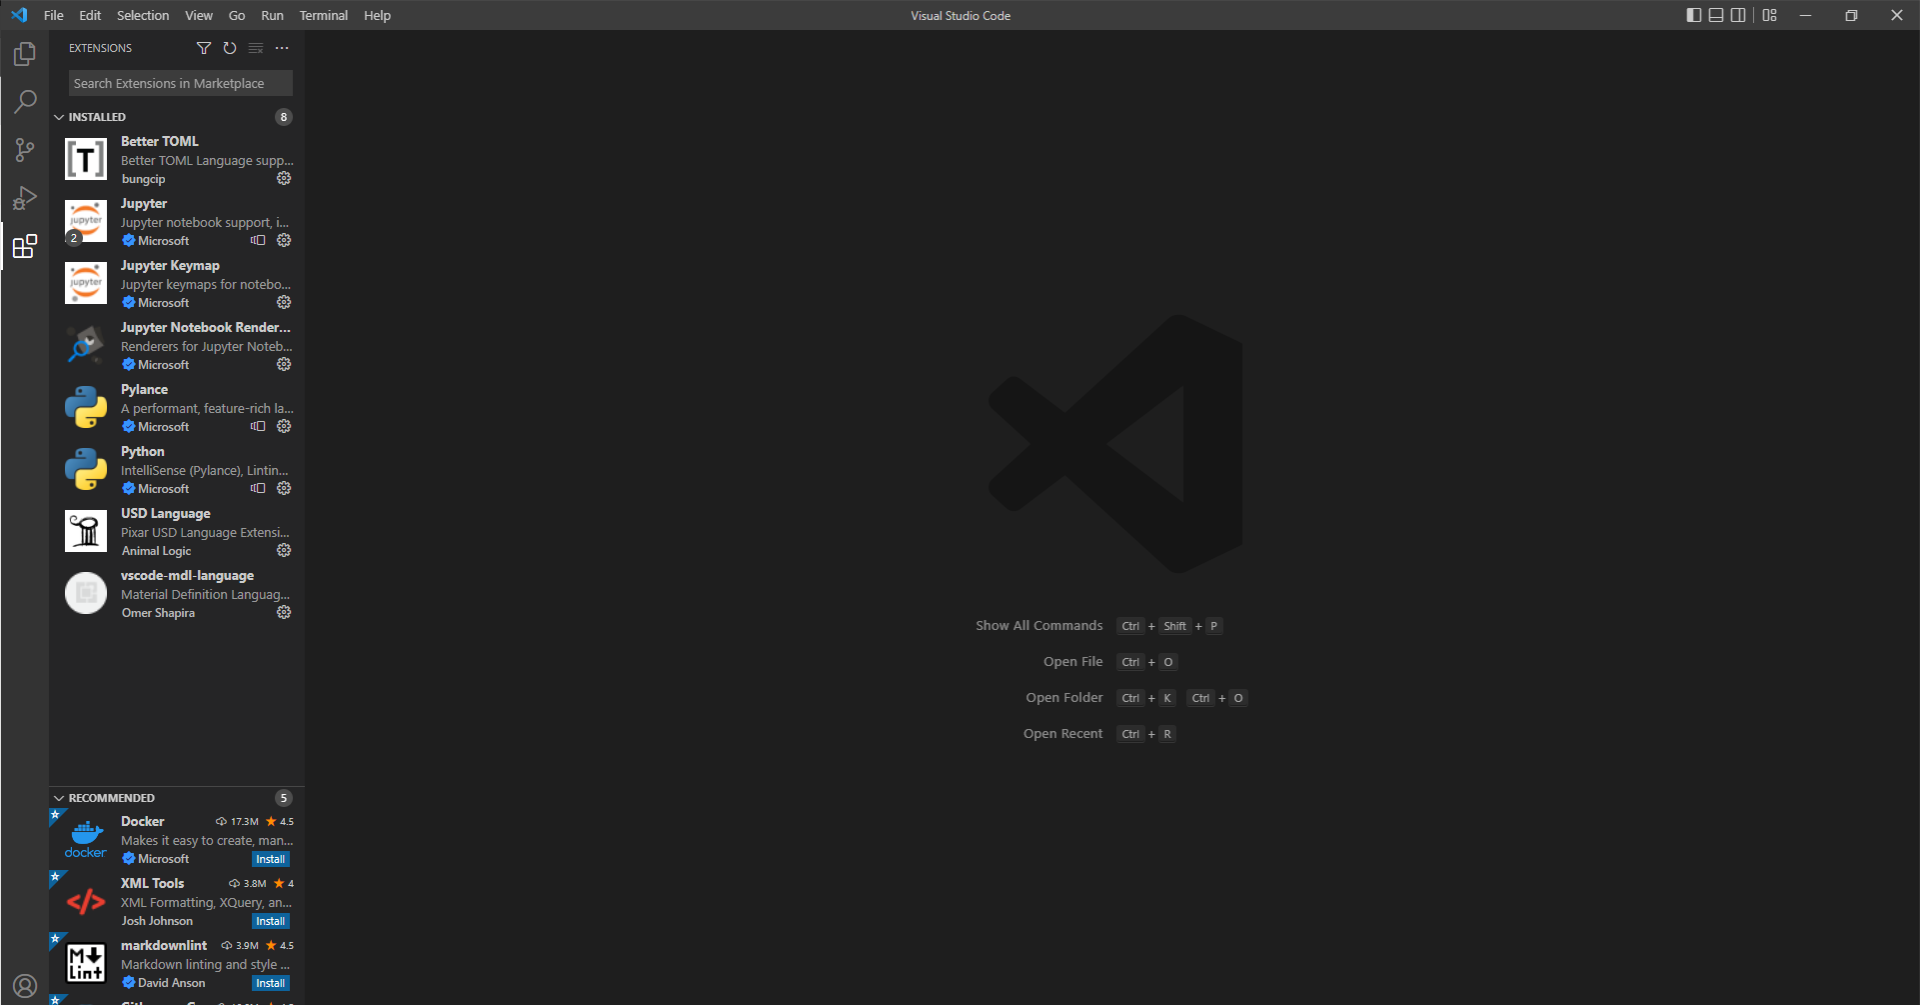 File Edit Selection View Go Run Terminal Help
Visual Studio Code
EXTENSIONS
Search Extensions in Marketplace
INSTALLED 8
[T]
Better TOML
Better TOML Language supp...
bungcip
jupyter
2
Jupyter
Jupyter notebook support, i...
Microsoft
jupyter
Jupyter Keymap
Jupyter keymaps for notebo...
Microsoft
Jupyter Notebook Render...
Renderers for Jupyter Noteb...
Microsoft
Pylance
A performant, feature-rich la...
Microsoft
Python
IntelliSense (Pylance), Lintin...
Microsoft
USD Language
Pixar USD Language Extensi...
Animal Logic
vscode-mdl-language
Material Definition Languag...
Omer Shapira
RECOMMENDED 5
docker
Docker 17.3M 4.5
Makes it easy to create, man...
Microsoft Install
</>
XML Tools 3.8M 4
XML Formatting, XQuery, an...
Josh Johnson Install
M Lint
markdownlint 3.9M 4.5
Markdown linting and style ...
David Anson Install
Show All Commands Ctrl + Shift + P
Open File Ctrl + O
Open Folder Ctrl + K Ctrl + O
Open Recent Ctrl + R